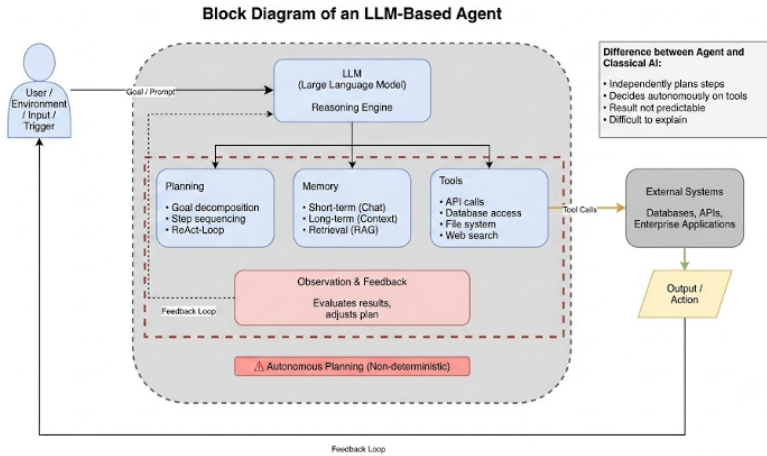 Block Diagram of an LLM-Based Agent
User /
Environment
/ Input /
Trigger
Goal / Prompt
LLM
(Large Language Model)
Reasoning Engine
Difference between Agent and
Classical AI:
• Independently plans steps
• Decides autonomously on tools
• Result not predictable
• Difficult to explain
Planning
• Goal decomposition
• Step sequencing
• ReAct-Loop
Memory
• Short-term (Chat)
• Long-term (Context)
• Retrieval (RAG)
Tools
• API calls
• Database access
• File system
• Web search
Tool Calls
External Systems
Databases, APIs,
Enterprise Applications
Observation & Feedback
Evaluates results,
adjusts plan
Feedback Loop
Output /
Action
⚠ Autonomous Planning (Non-deterministic)
Feedback Loop